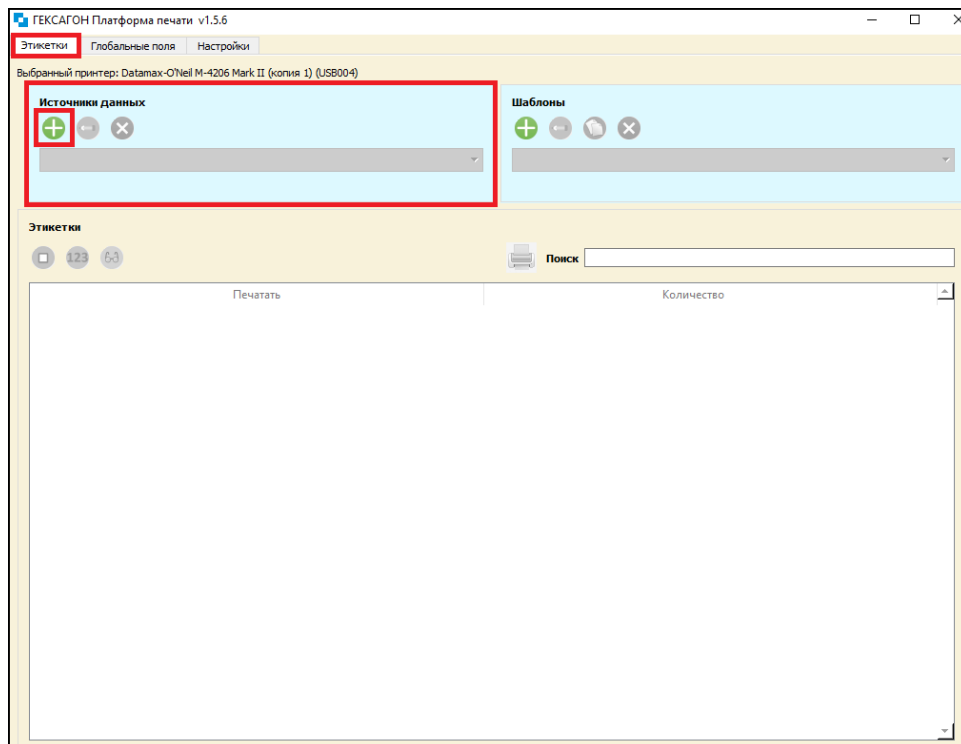 ГЕКСАГОН Платформа печати v1.5.6
Этикетки Глобальные поля Настройки
Выбранный принтер: Datamax-O'Neil M-4206 Mark II (копия 1) (USB004)
Источники данных
Шаблоны
Этикетки
123
Поиск
Печатать Количество